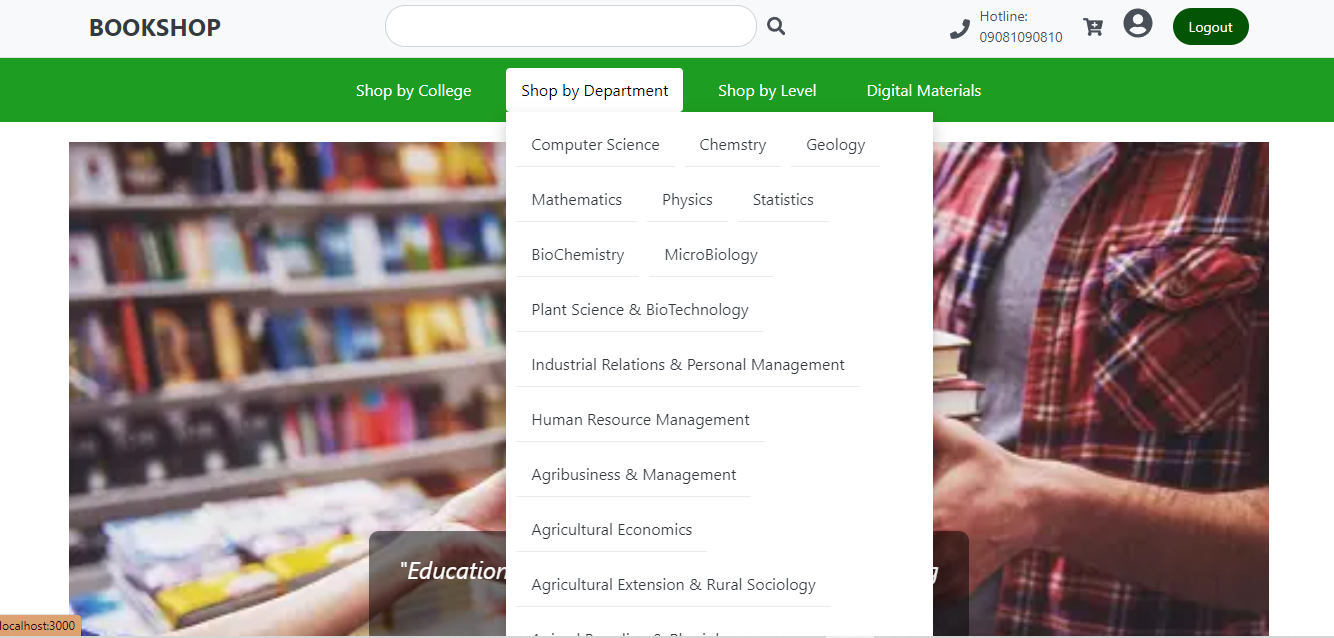 BOOKSHOP
Hotline:
09081090810
Logout
Shop by College Shop by Department Shop by Level Digital Materials
Computer Science Chemstry Geology
Mathematics Physics Statistics
BioChemistry MicroBiology
Plant Science & BioTechnology
Industrial Relations & Personal Management
Human Resource Management
Agribusiness & Management
Agricultural Economics
"Education
Agricultural Extension & Rural Sociology
localhost:3000